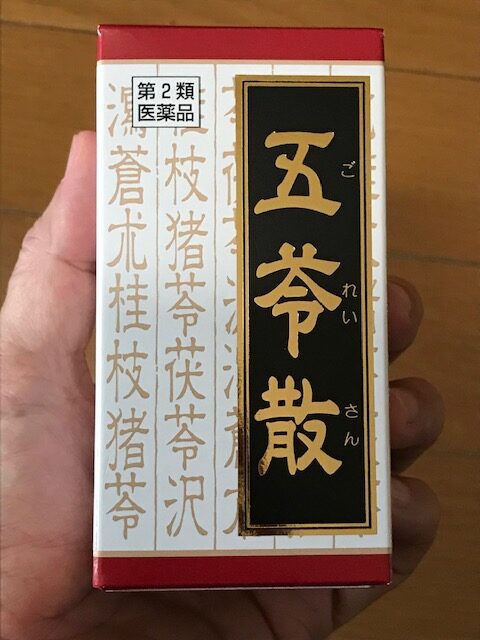 第2類
医薬品
五苓散
ごれいさん
桂枝猪苓茯苓沢
瀉蒼朮桂枝猪苓